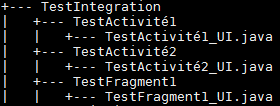 +--- TestIntegration
|   +--- TestActivité1
|   |   +--- TestActivité1_UI.java
|   +--- TestActivité2
|   |   +--- TestActivité2_UI.java
|   +--- TestFragment1
|   |   +--- TestFragment1_UI.java